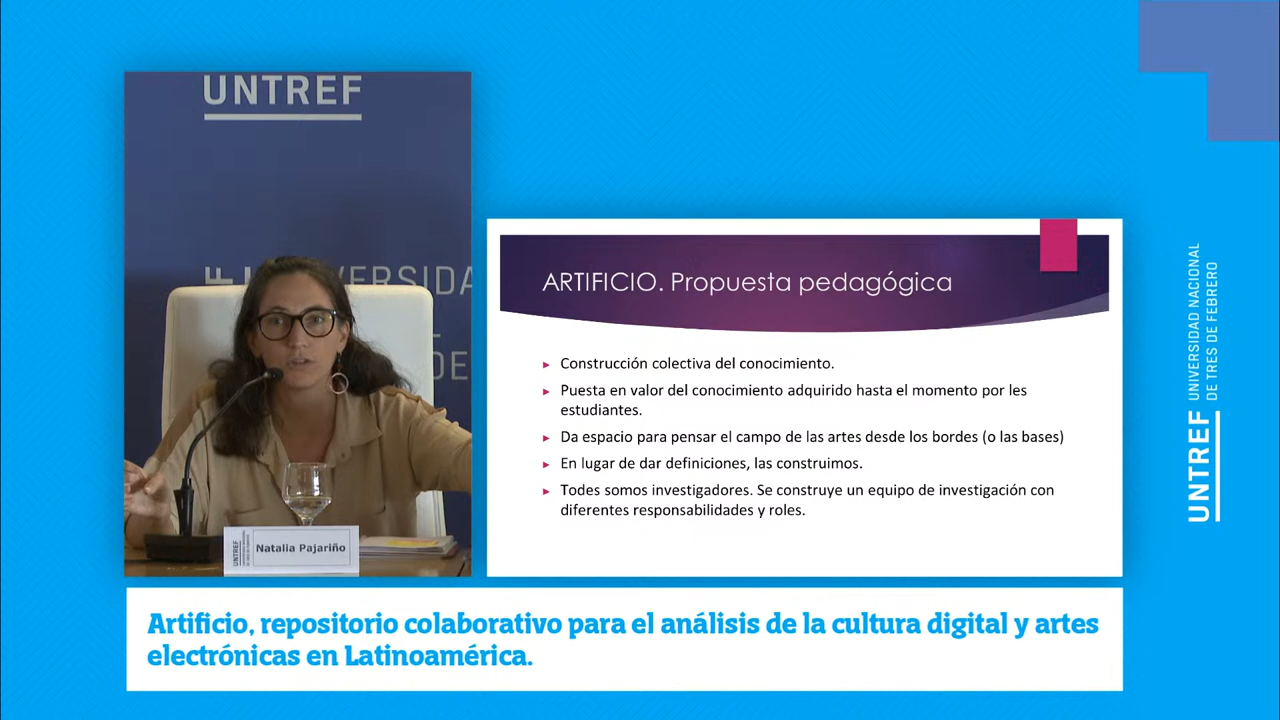 UNTREF
UNIVERSIDA
DE
Natalia Pajariño
UNTREF
ARTIFICIO. Propuesta pedagógica
Construcción colectiva del conocimiento.
Puesta en valor del conocimiento adquirido hasta el momento por les
estudiantes.
Da espacio para pensar el campo de las artes desde los bordes (o las bases)
En lugar de dar definiciones, las construimos.
Todes somos investigadores. Se construye un equipo de investigación con
diferentes responsabilidades y roles.
Artificio, repositorio colaborativo para el análisis de la cultura digital y artes
electrónicas en Latinoamérica.
UNTREF
UNIVERSIDAD NACIONAL
DE TRES DE FEBRERO